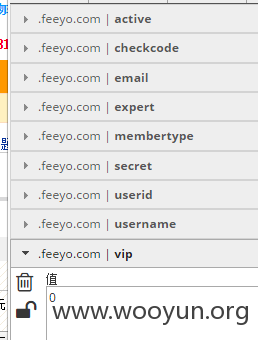 .feeyo.com | active
.feeyo.com | checkcode
.feeyo.com | email
.feeyo.com | expert
.feeyo.com | membertype
.feeyo.com | secret
.feeyo.com | userid
.feeyo.com | username
.feeyo.com | vip
值
0
www.wooyun.org